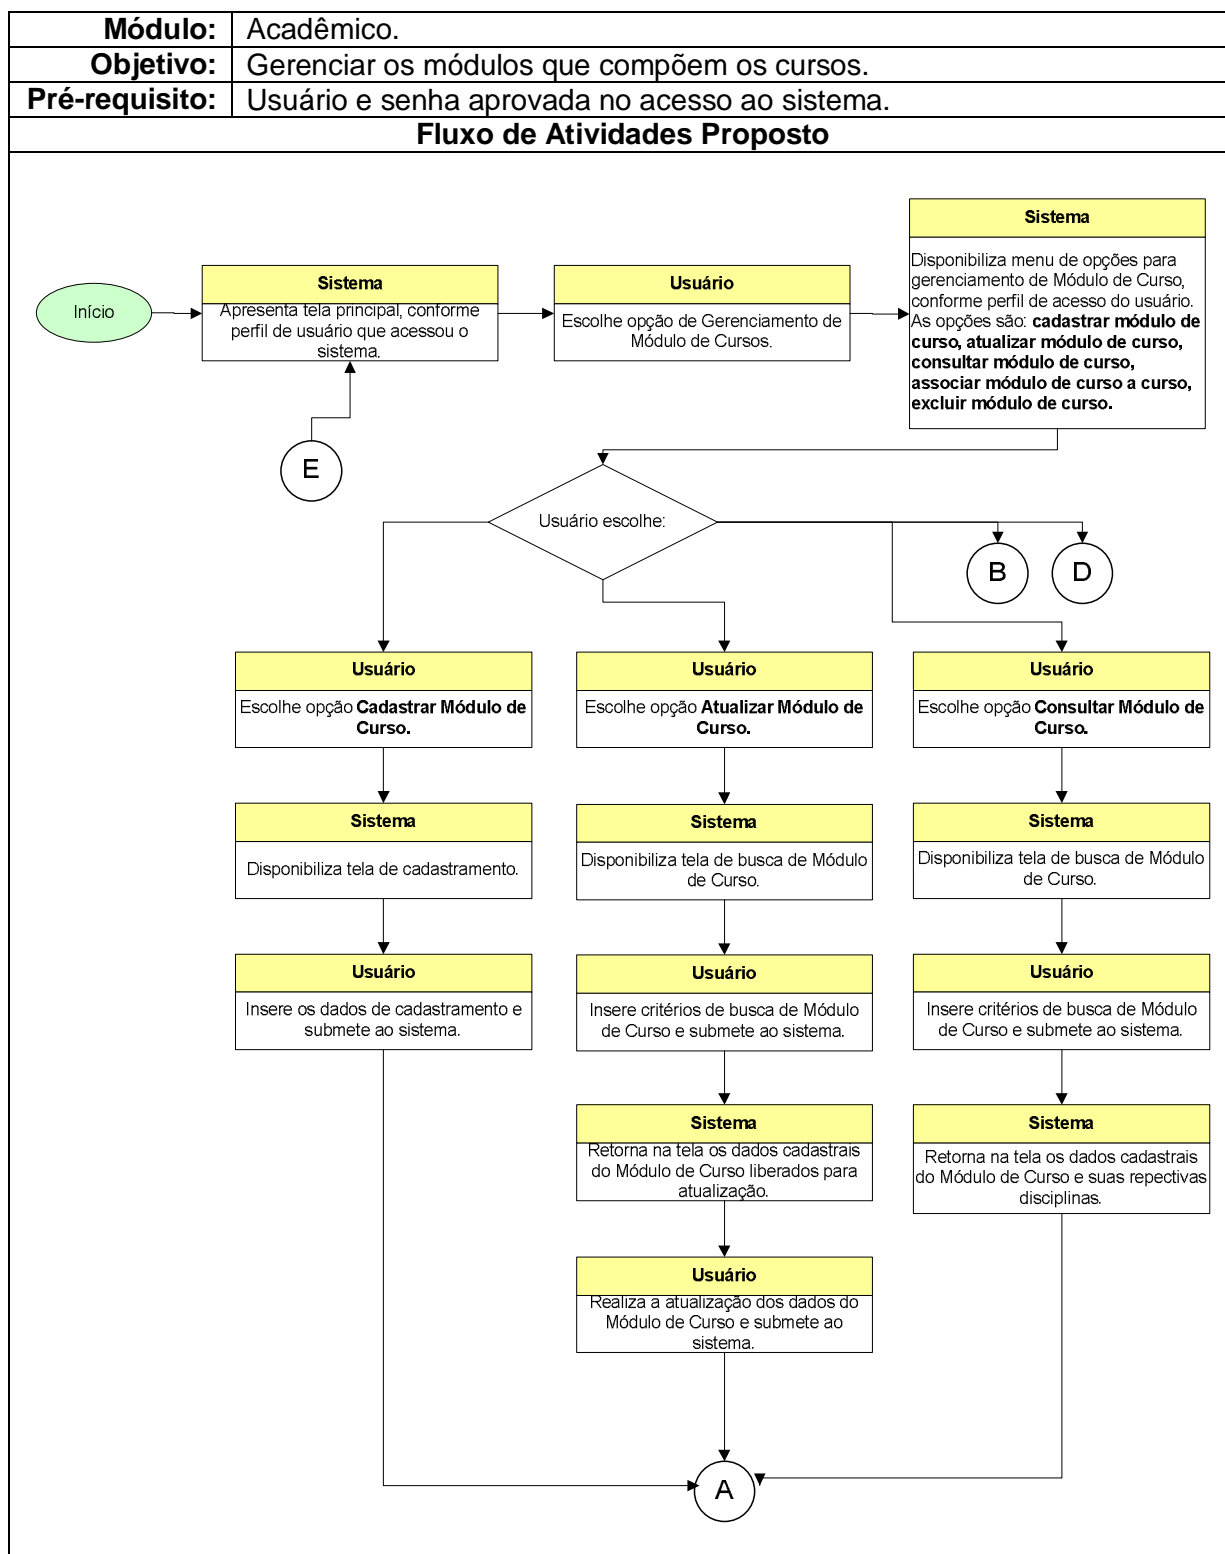 Módulo: Acadêmico.
Objetivo: Gerenciar os módulos que compõem os cursos.
Pré-requisito: Usuário e senha aprovada no acesso ao sistema.
Fluxo de Atividades Proposto
Início
Sistema
Apresenta tela principal, conforme
perfil de usuário que acessou o
sistema.
Usuário
Escolhe opção de Gerenciamento de
Módulo de Cursos.
Sistema
Disponibiliza menu de opções para
gerenciamento de Módulo de Curso,
conforme perfil de acesso do usuário.
As opções são: cadastrar módulo de
curso, atualizar módulo de curso,
consultar módulo de curso,
associar módulo de curso a curso,
excluir módulo de curso.
E
Usuário escolhe:
B
D
Usuário
Escolhe opção Cadastrar Módulo de
Curso.
Sistema
Disponibiliza tela de cadastramento.
Usuário
Insere os dados de cadastramento e
submete ao sistema.
Usuário
Escolhe opção Atualizar Módulo de
Curso.
Sistema
Disponibiliza tela de busca de Módulo
de Curso.
Usuário
Insere critérios de busca de Módulo
de Curso e submete ao sistema.
Sistema
Retorna na tela os dados cadastrais
do Módulo de Curso liberados para
atualização.
Usuário
Realiza a atualização dos dados do
Módulo de Curso e submete ao
sistema.
Usuário
Escolhe opção Consultar Módulo de
Curso.
Sistema
Disponibiliza tela de busca de Módulo
de Curso.
Usuário
Insere critérios de busca de Módulo
de Curso e submete ao sistema.
Sistema
Retorna na tela os dados cadastrais
do Módulo de Curso e suas repectivas
disciplinas.
A